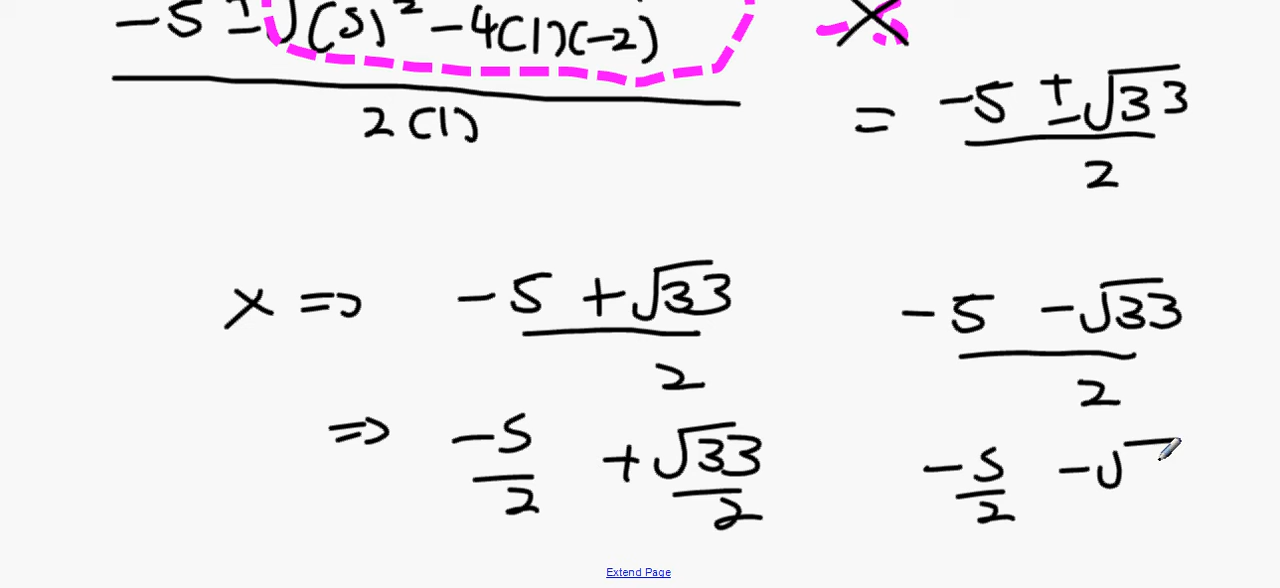 -5 ± √(5)² -4(1)(-2)
2(1)
= -5 ± √33
2
x => -5 + √33 -5 - √33
2 2
=> -5 + √33 -5 - √
2 2 2
Extend Page